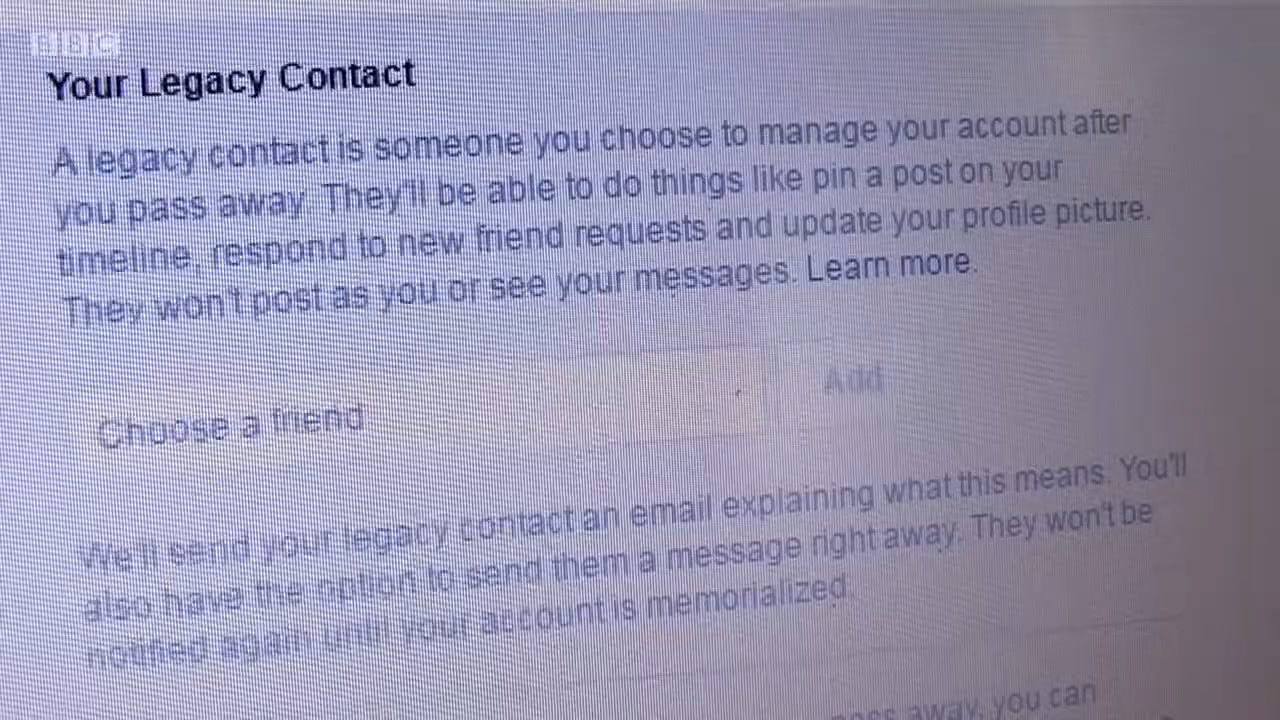 BBC
Your Legacy Contact
A legacy contact is someone you choose to manage your account after
you pass away. They'll be able to do things like pin a post on your
timeline, respond to new friend requests and update your profile picture.
They won't post as you or see your messages. Learn more.
Add
Choose a friend
We'll send your legacy contact an email explaining what this means. You'll
also have the option to send them a message right away. They won't be
notified again until your account is memorialized.
pass away, you can